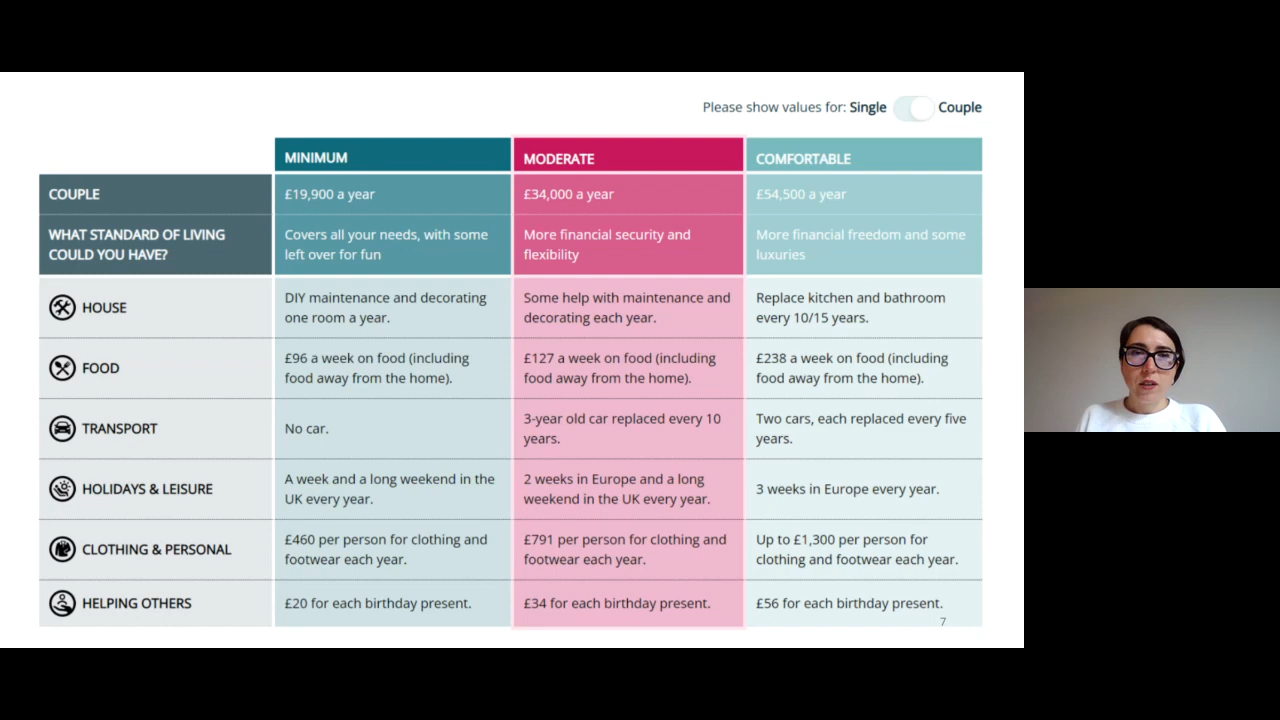 Please show values for: Single Couple
MINIMUM
MODERATE
COMFORTABLE
COUPLE
£19,900 a year
£34,000 a year
£54,500 a year
WHAT STANDARD OF LIVING
COULD YOU HAVE?
Covers all your needs, with some
left over for fun
More financial security and
flexibility
More financial freedom and some
luxuries
HOUSE
DIY maintenance and decorating
one room a year.
Some help with maintenance and
decorating each year.
Replace kitchen and bathroom
every 10/15 years.
FOOD
£96 a week on food (including
food away from the home).
£127 a week on food (including
food away from the home).
£238 a week on food (including
food away from the home).
TRANSPORT
No car.
3-year old car replaced every 10
years.
Two cars, each replaced every five
years.
HOLIDAYS & LEISURE
A week and a long weekend in the
UK every year.
2 weeks in Europe and a long
weekend in the UK every year.
3 weeks in Europe every year.
CLOTHING & PERSONAL
£460 per person for clothing and
footwear each year.
£791 per person for clothing and
footwear each year.
Up to £1,300 per person for
clothing and footwear each year.
HELPING OTHERS
£20 for each birthday present.
£34 for each birthday present.
£56 for each birthday present.
7